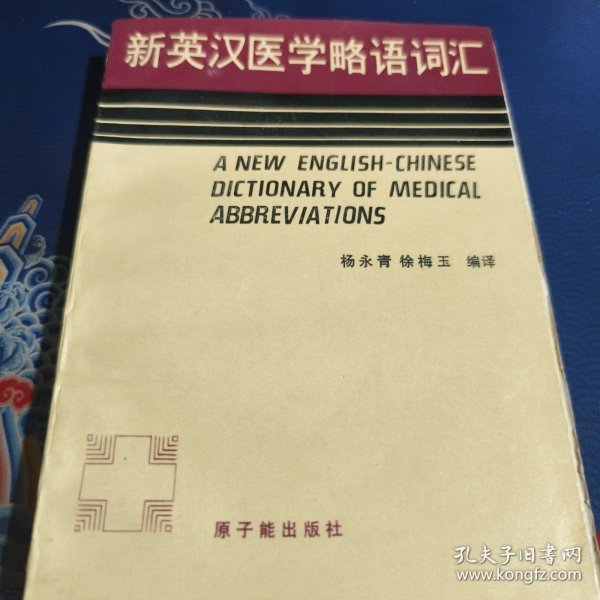 新英汉医学略语词汇
A NEW ENGLISH-CHINESE
DICTIONARY OF MEDICAL
ABBREVIATIONS
杨永青 徐梅玉 编译
原子能出版社
孔夫子旧书网
www.kongfz.com